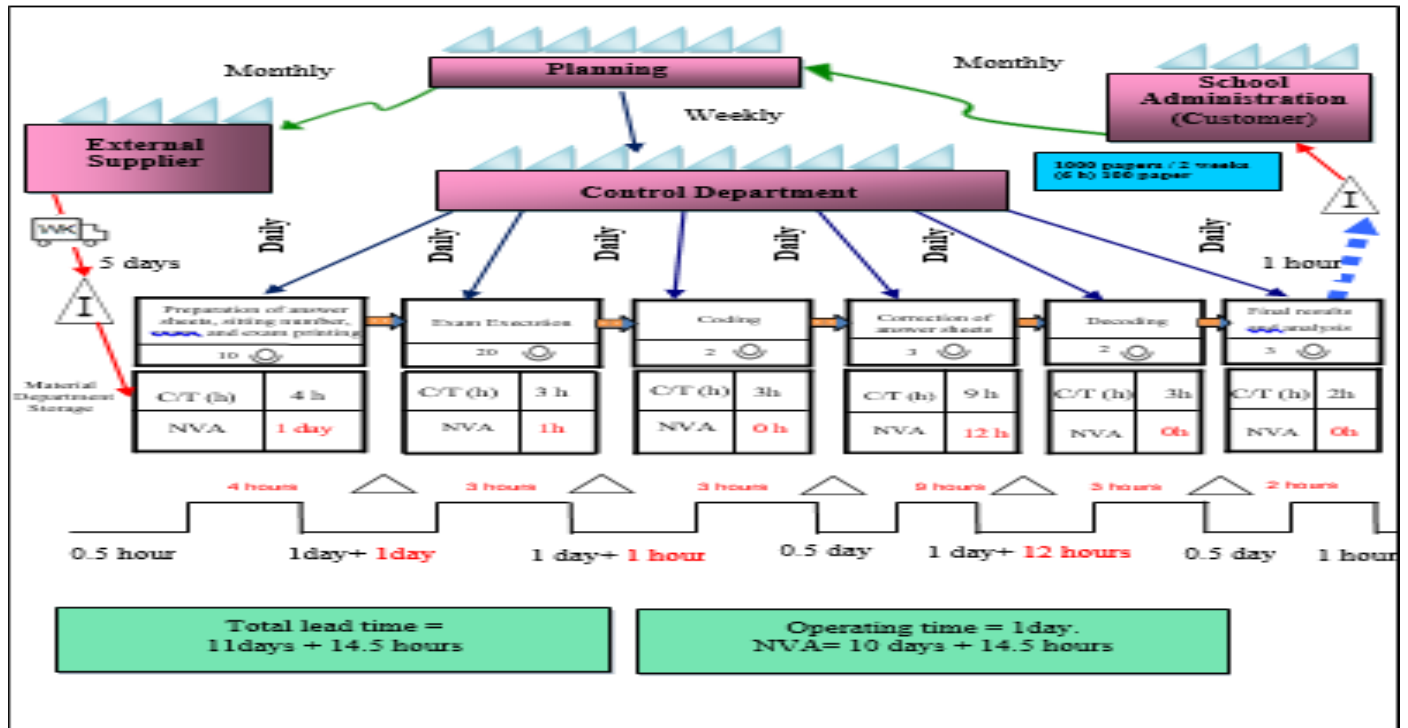 Monthly
Planning
Monthly
School
Administration
(Customer)
External
Supplier
Weekly
1000 papers / 2 weeks
(6 h) 100 paper
Control Department
I
WK
5 days
Daily
Daily
Daily
Daily
Daily
Daily
1 hour
I
Preparation of answer
sheets, sitting number,
and exam printing
10
Exam Execution
20
Coding
2
Correction of
answer sheets
3
Decoding
2
Final results
and analysis
3
Material
Department
Storage
C/T (h) 4 h
NVA 1 day
C/T (h) 3 h
NVA 1h
C/T (h) 3h
NVA 0 h
C/T (h) 9 h
NVA 12 h
C/T (h) 3h
NVA 0h
C/T (h) 2h
NVA 0h
4 hours
3 hours
3 hours
9 hours
3 hours
2 hours
0.5 hour
1day+ 1day
1 day+ 1 hour
0.5 day
1 day+ 12 hours
0.5 day
1 hour
Total lead time =
11days + 14.5 hours
Operating time = 1day.
NVA= 10 days + 14.5 hours